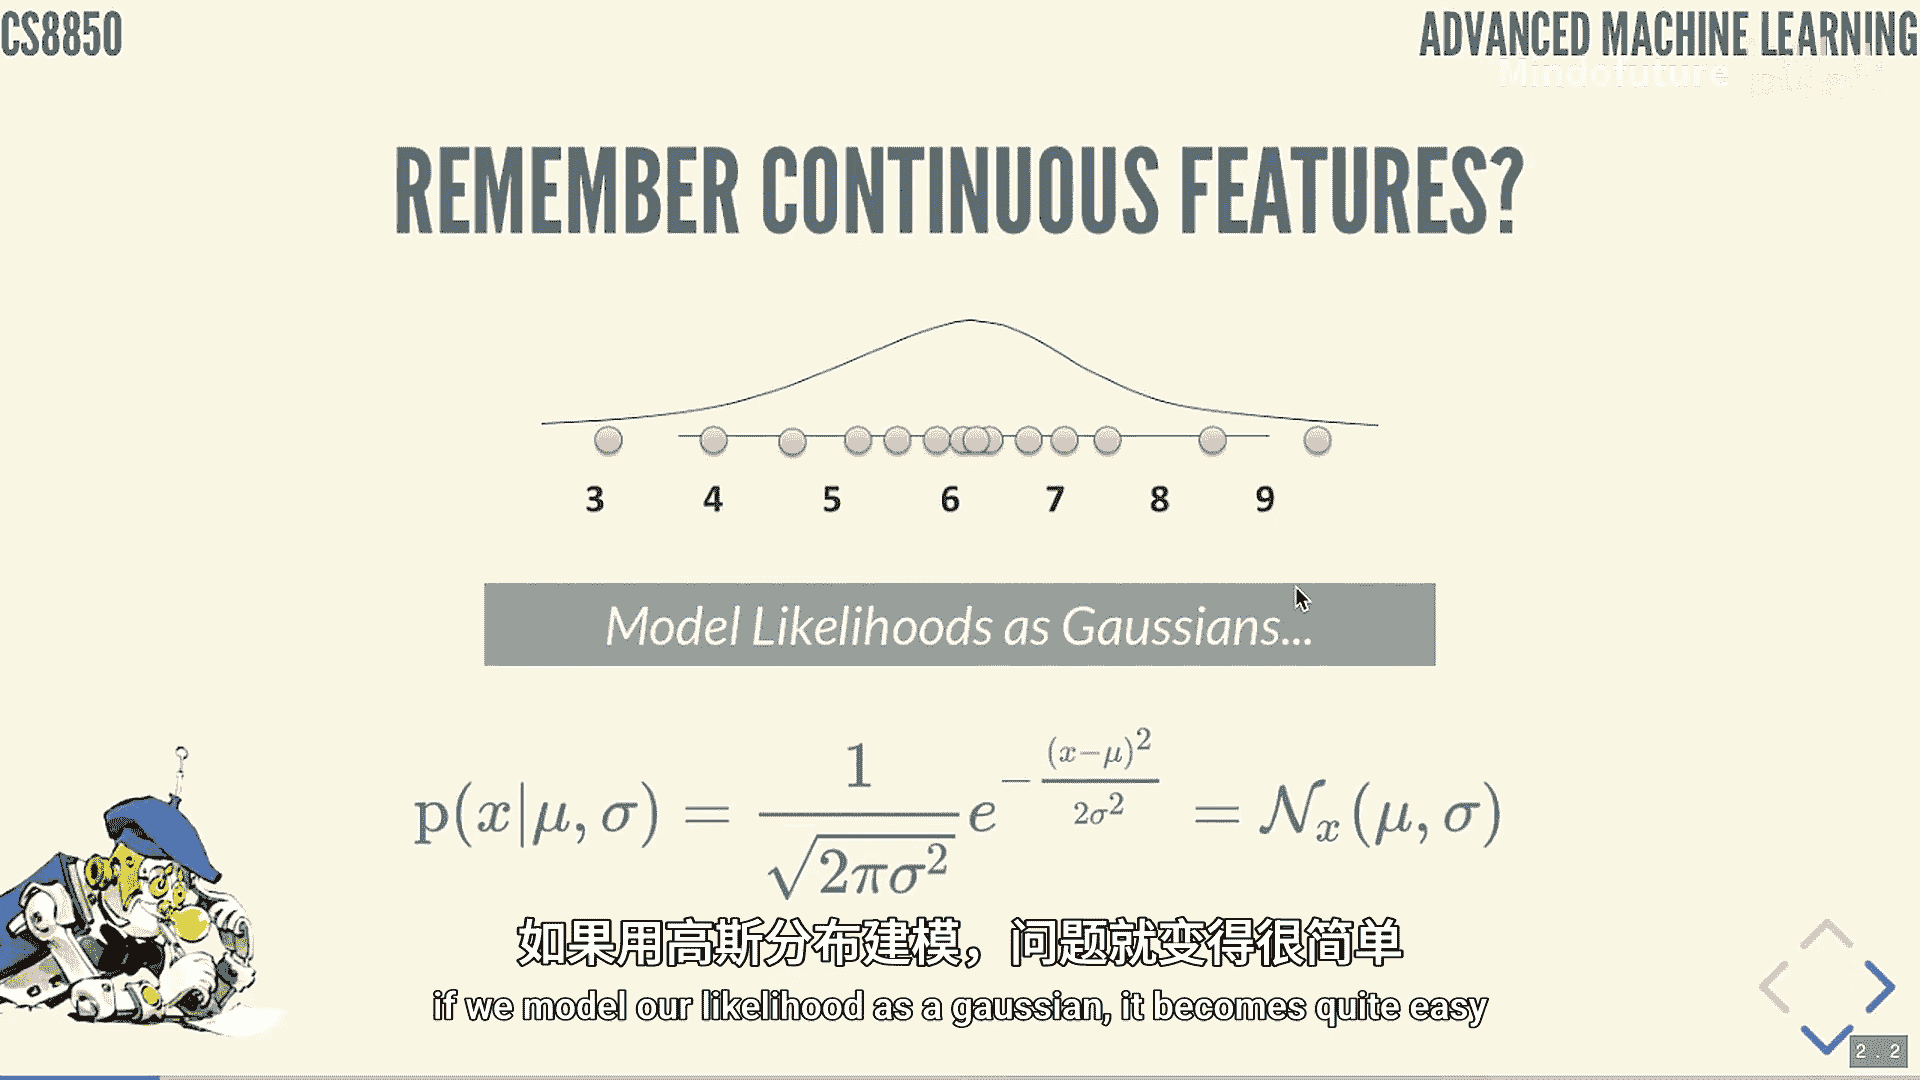 CS8850
ADVANCED MACHINE LEARNING
Mindofuture
REMEMBER CONTINUOUS FEATURES?
3 4 5 6 7 8 9
Model Likelihoods as Gaussians...
p(x|μ, σ) = 1/√(2πσ²) e^(−(x−μ)²/(2σ²)) = 𝒩ₓ(μ, σ)
如果用高斯分布建模，问题就变得很简单
if we model our likelihood as a gaussian, it becomes quite easy
2.2